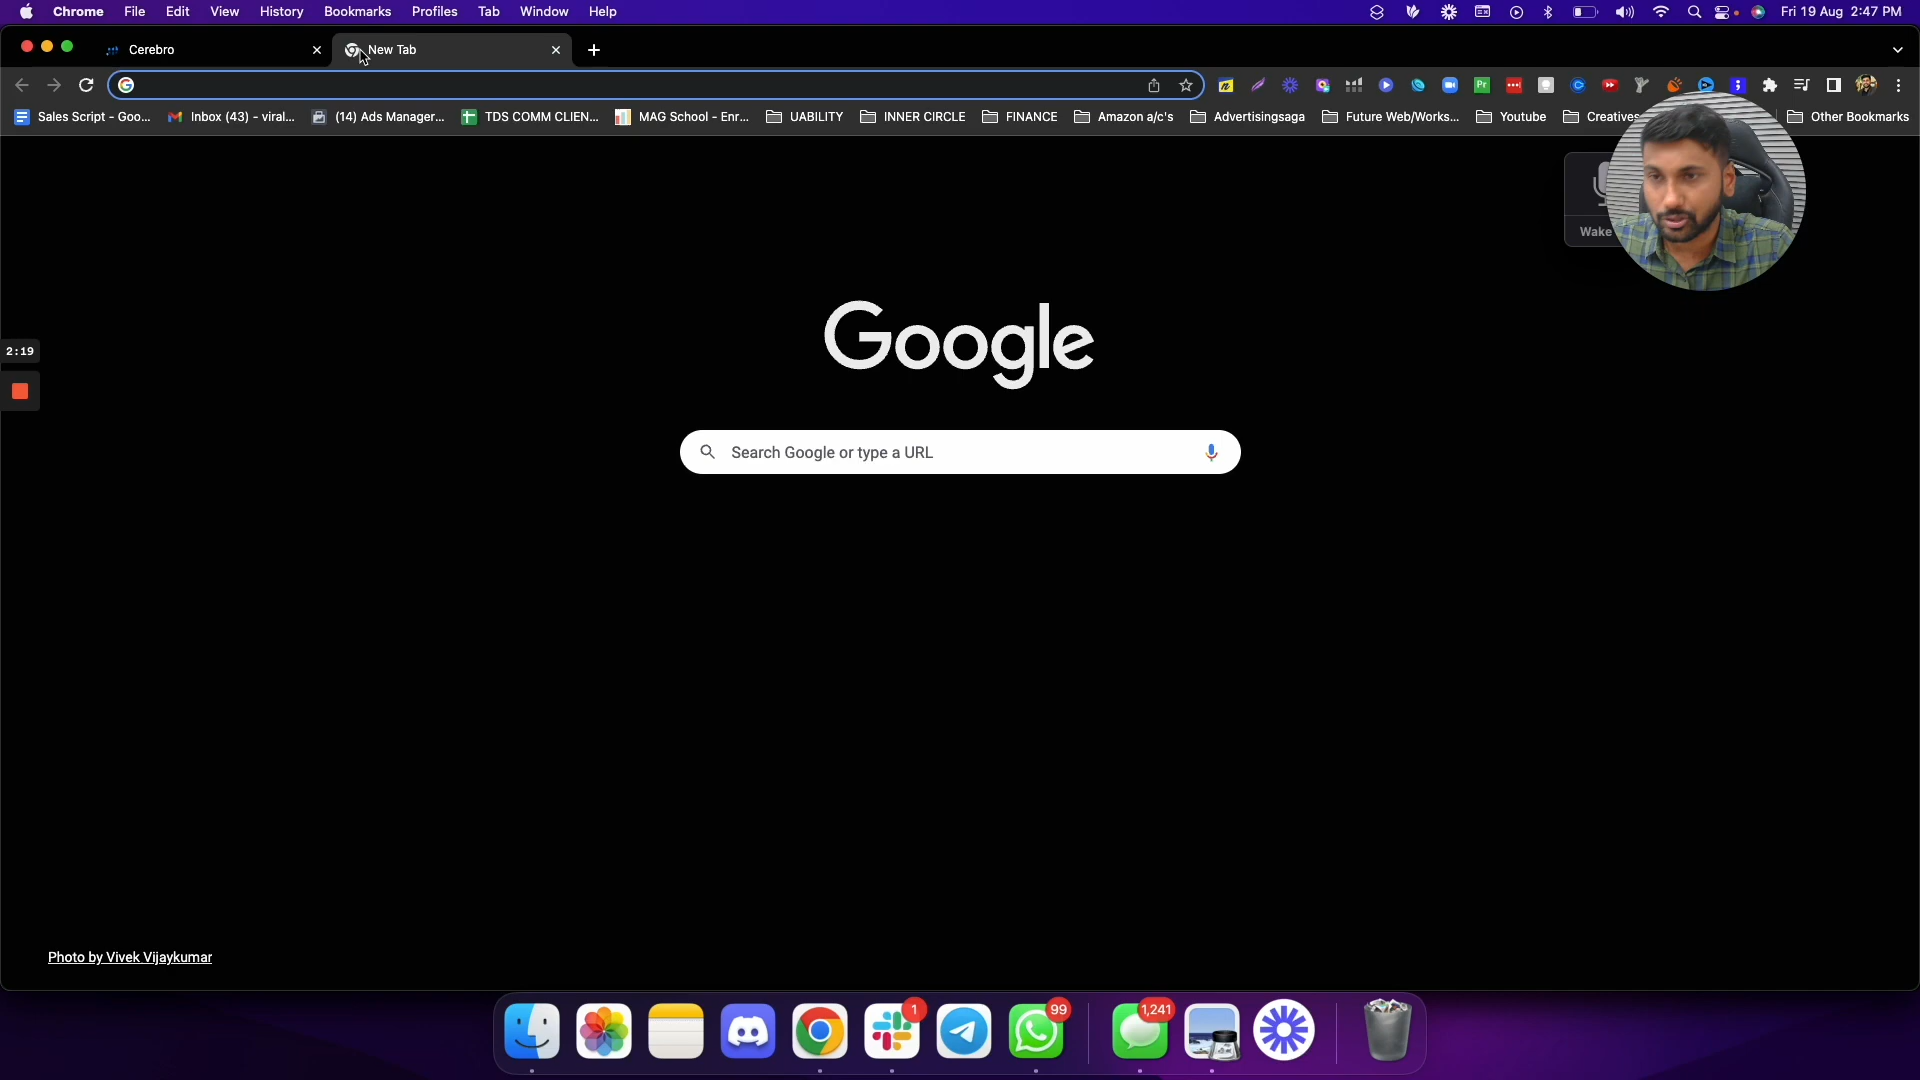 Chrome File Edit View History Bookmarks Profiles Tab Window Help Fri 19 Aug 2:47 PM
Cerebro New Tab
Sales Script - Goo... Inbox (43) - viral... (14) Ads Manager... TDS COMM CLIEN... MAG School - Enr... UABILITY INNER CIRCLE FINANCE Amazon a/c's Advertisingsaga Future Web/Works... Youtube Creatives Other Bookmarks
Wake
Google
2:19
Search Google or type a URL
Photo by Vivek Vijaykumar
1 99 1,241